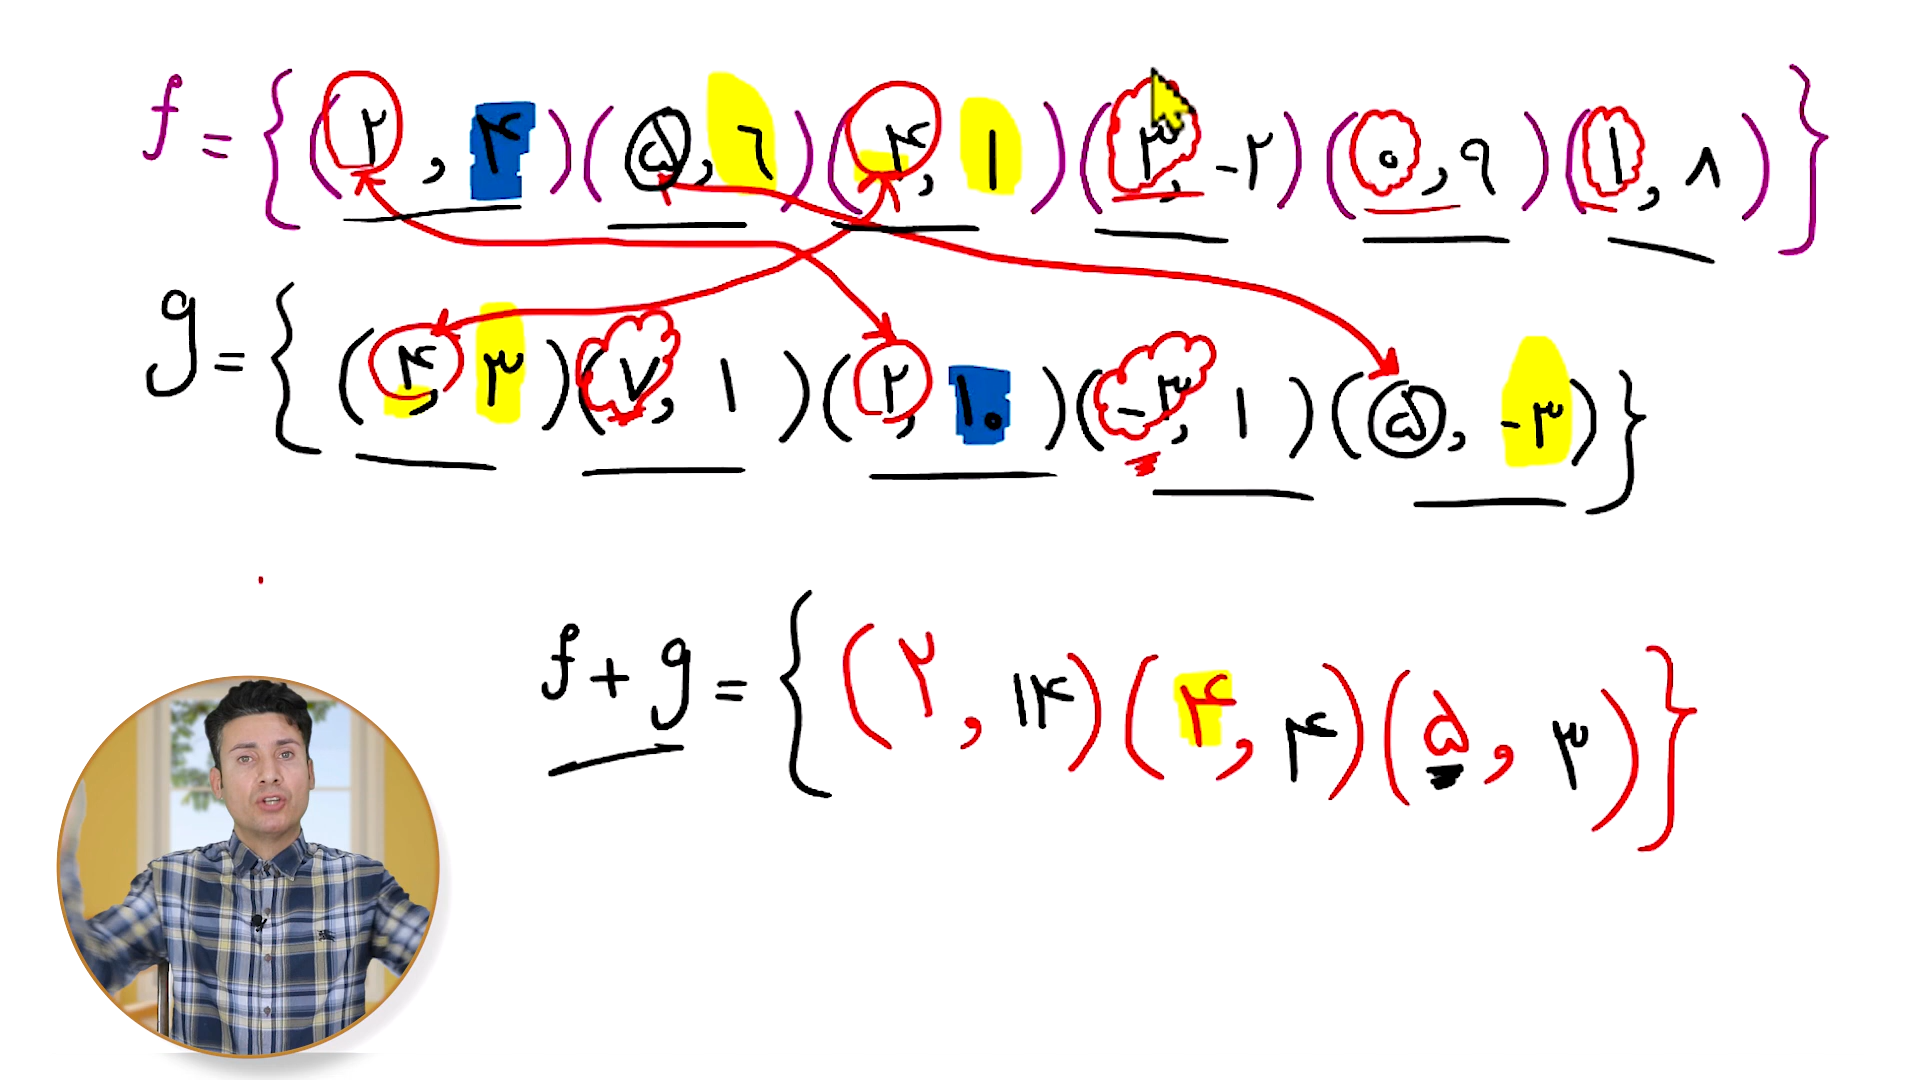 f = {(۲, ۴)(۵, ۶)(۴, ۱)(۳, -۲)(۰, ۹)(۱, ۸)}
g = {(۴, ۳)(۷, ۱)(۲, ۱۰)(-۳, ۱)(۵, -۳)}
f + g = {(۲, ۱۴)(۴, ۴)(۵, ۳)}